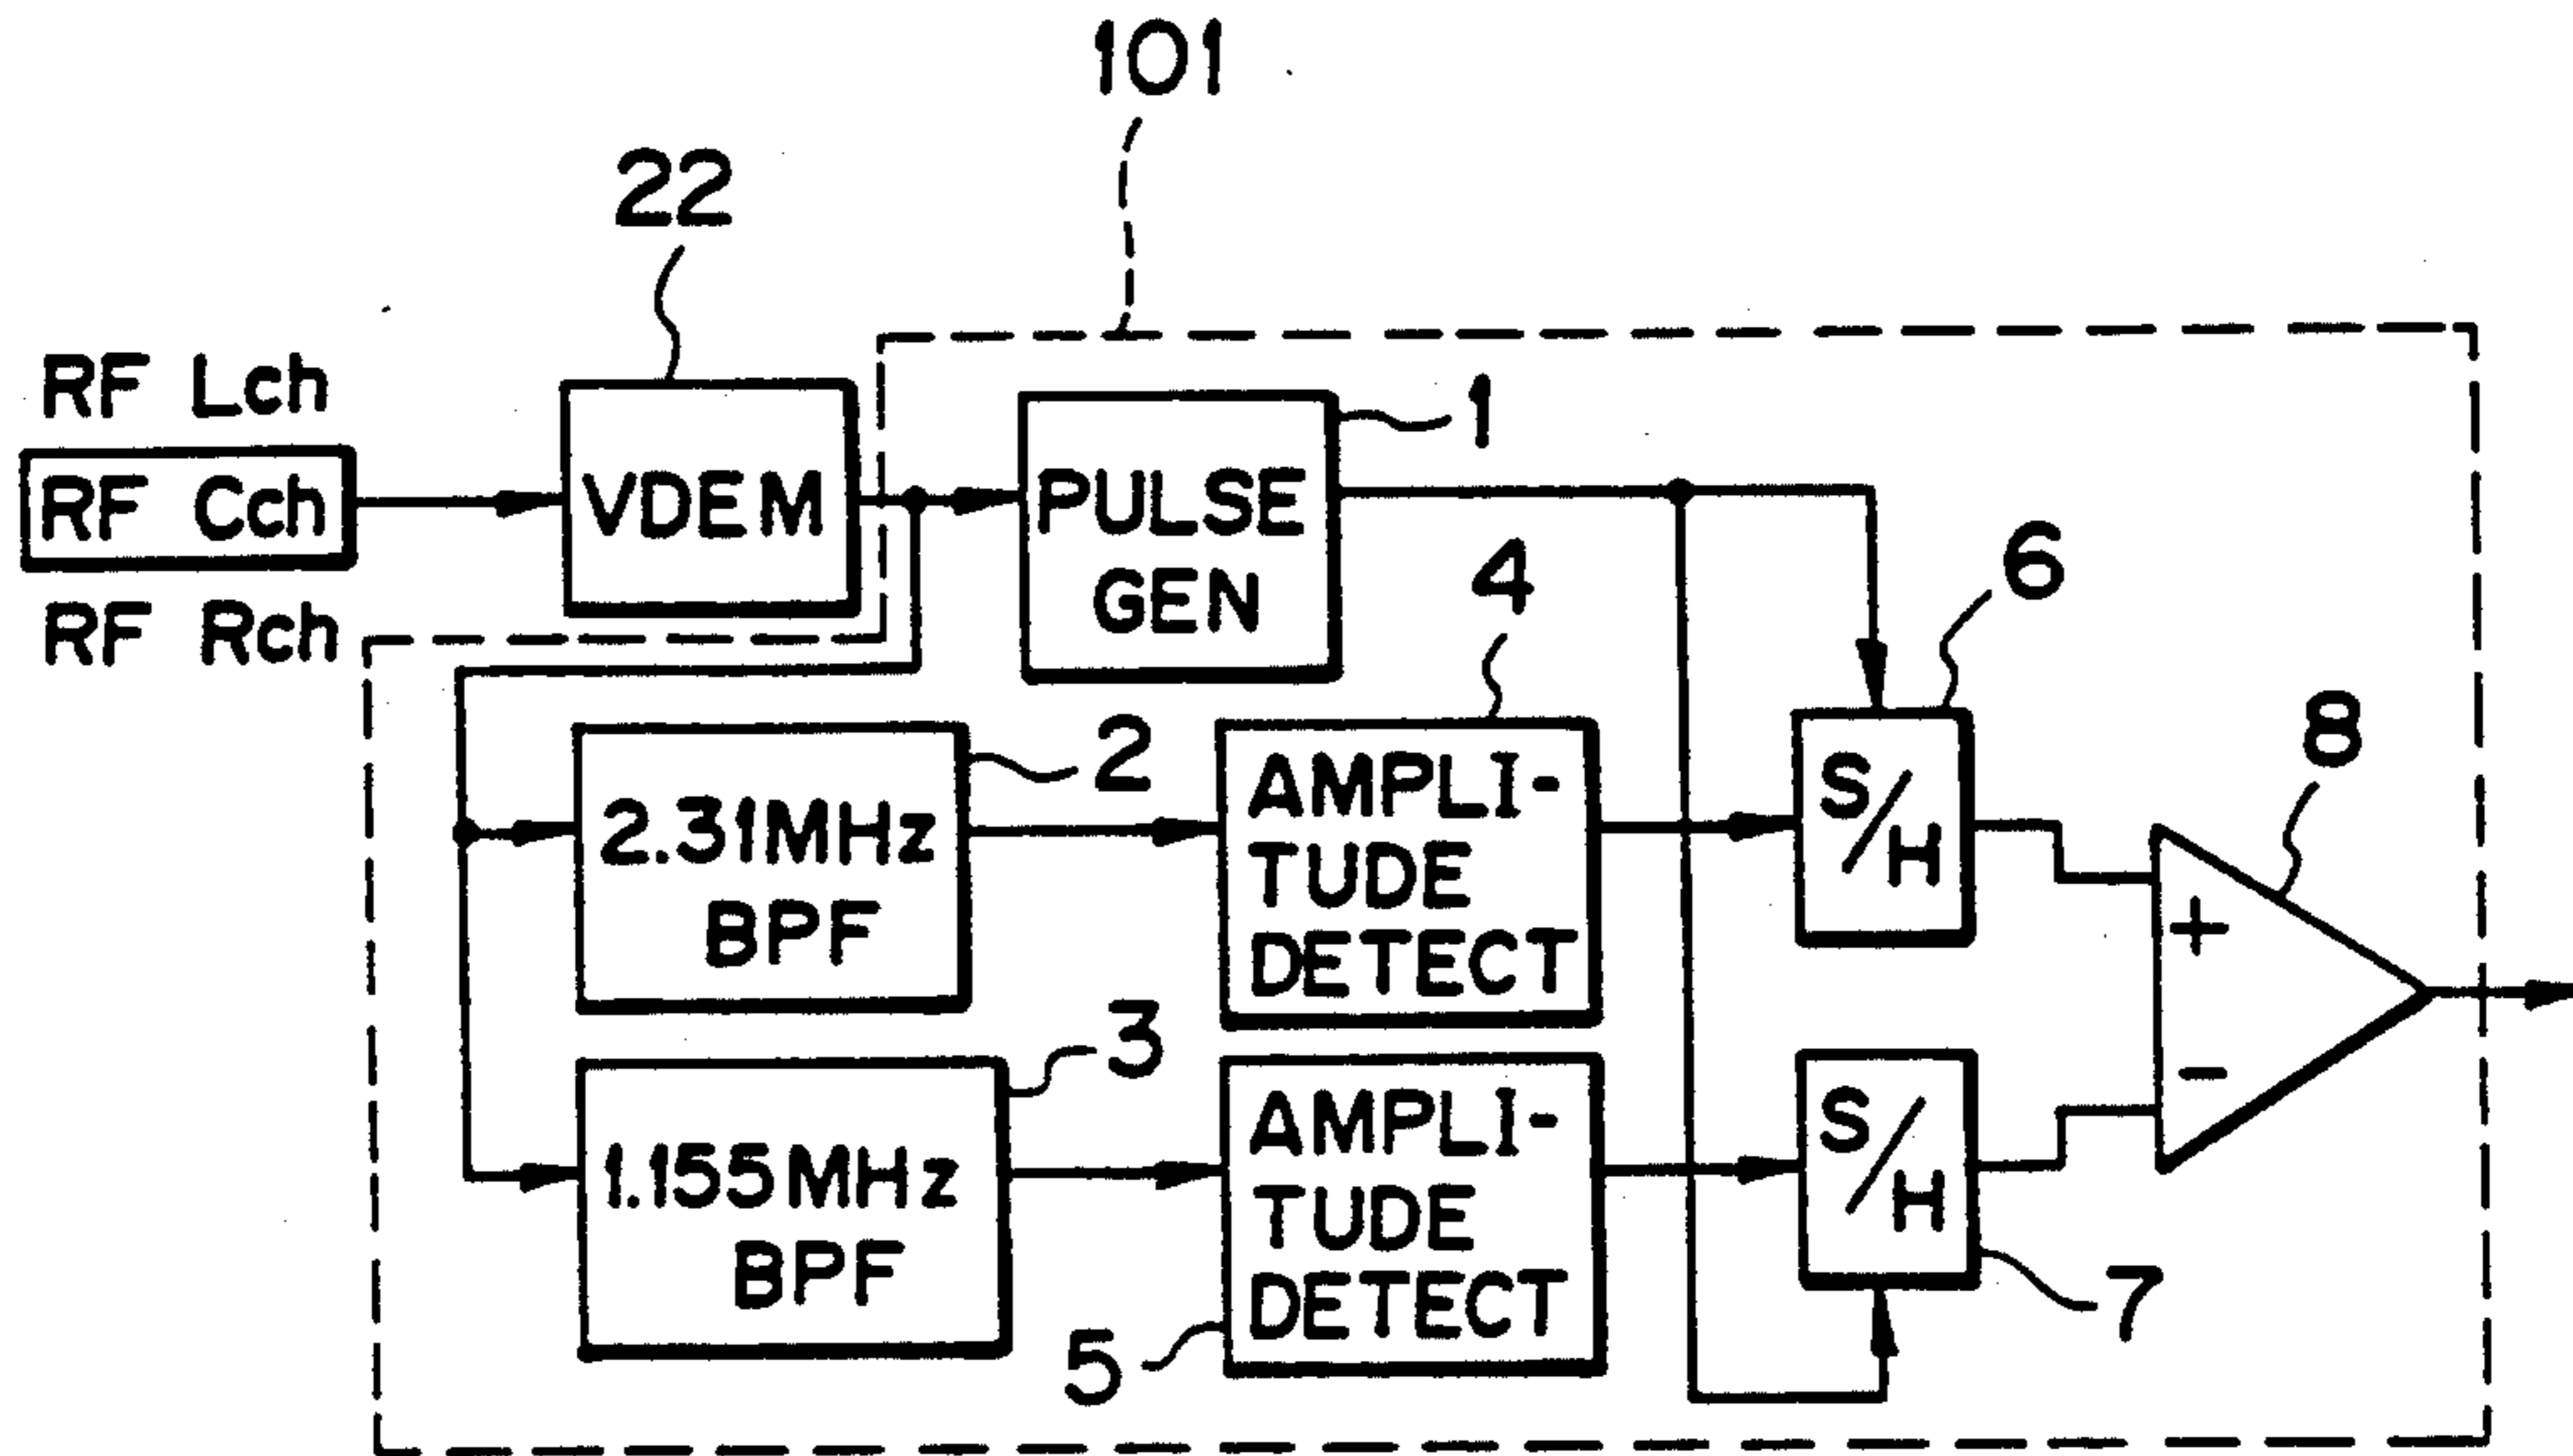 101
22
RF Lch
RF Cch
RF Rch
VDEM
PULSE
GEN
1
4
6
2.31MHz
BPF
2
AMPLI-
TUDE
DETECT
S/H
8
+
-
3
1.155MHz
BPF
5
AMPLI-
TUDE
DETECT
S/H
7